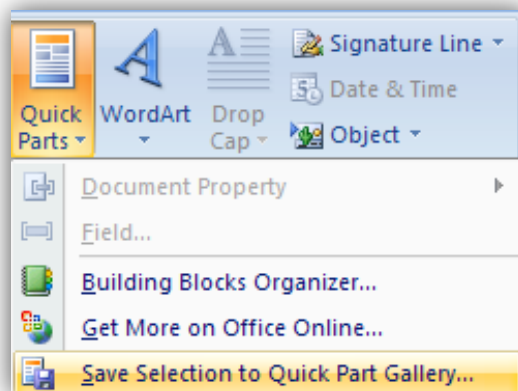 Quick Parts
WordArt
Drop Cap
Signature Line
Date & Time
Object
Document Property
Field...
Building Blocks Organizer...
Get More on Office Online...
Save Selection to Quick Part Gallery...